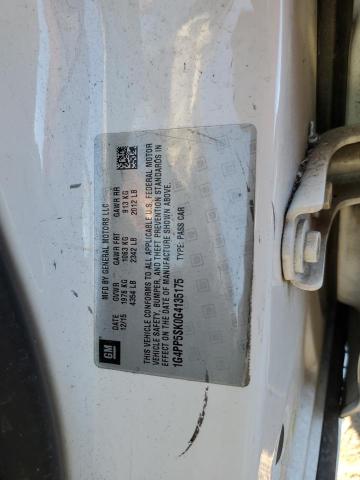 GM
MFD BY GENERAL MOTORS LLC
DATE GVWR GAWR FRT GAWR RR
12/15 1976 KG 1063 KG 913 KG
4354 LB 2342 LB 2012 LB
THIS VEHICLE CONFORMS TO ALL APPLICABLE U.S. FEDERAL MOTOR
VEHICLE SAFETY, BUMPER, AND THEFT PREVENTION STANDARDS IN
EFFECT ON THE DATE OF MANUFACTURE SHOWN ABOVE.
1G4PP5SK0G4135175 TYPE: PASS CAR